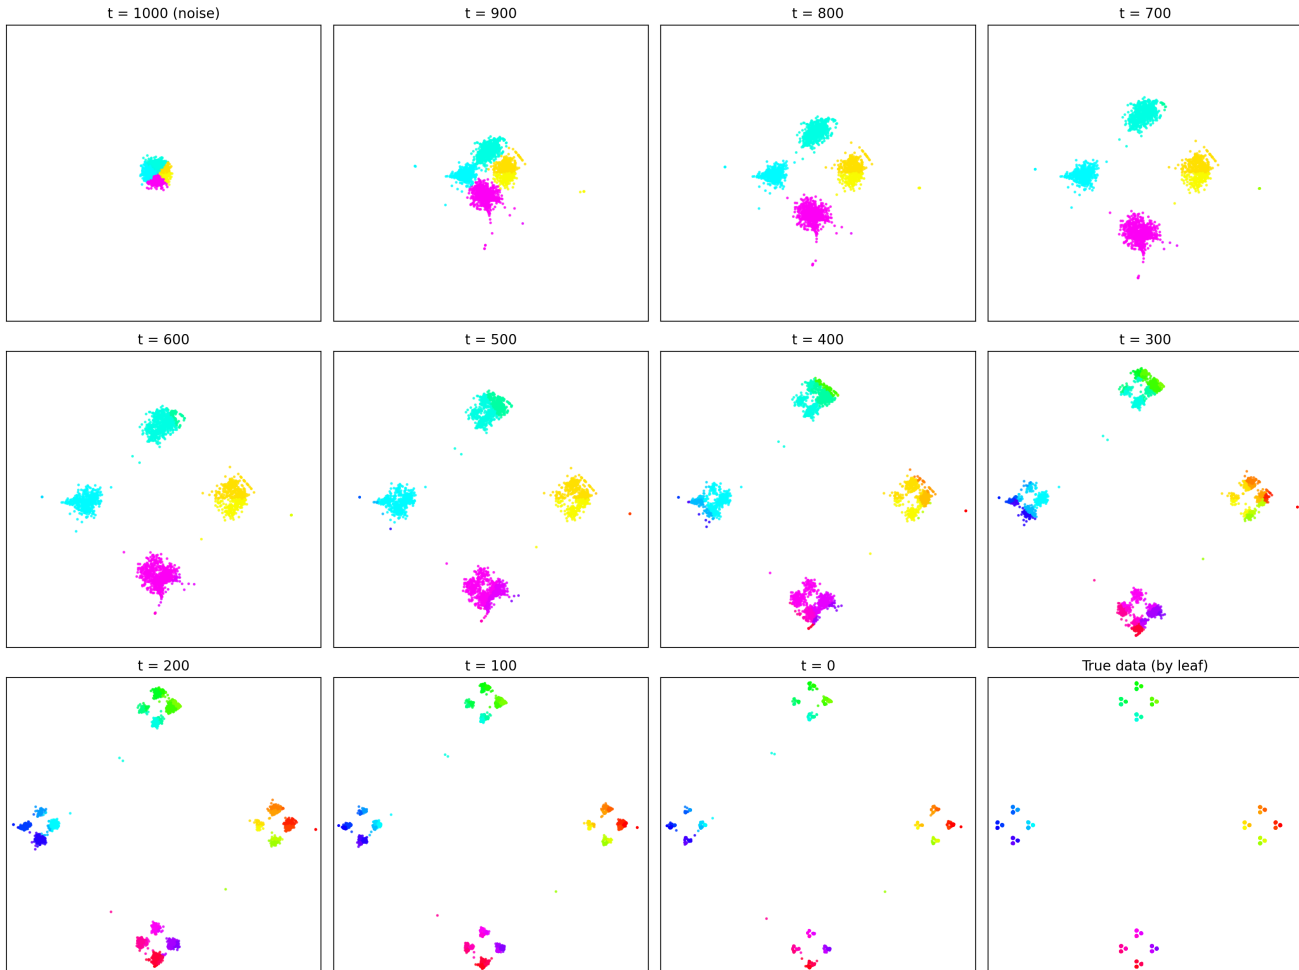 t = 1000 (noise)
t = 900
t = 800
t = 700
t = 600
t = 500
t = 400
t = 300
t = 200
t = 100
t = 0
True data (by leaf)